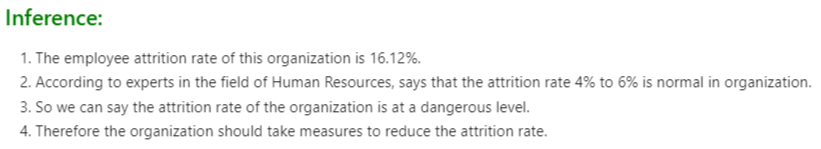 Inference:
1. The employee attrition rate of this organization is 16.12%.
2. According to experts in the field of Human Resources, says that the attrition rate 4% to 6% is normal in organization.
3. So we can say the attrition rate of the organization is at a dangerous level.
4. Therefore the organization should take measures to reduce the attrition rate.